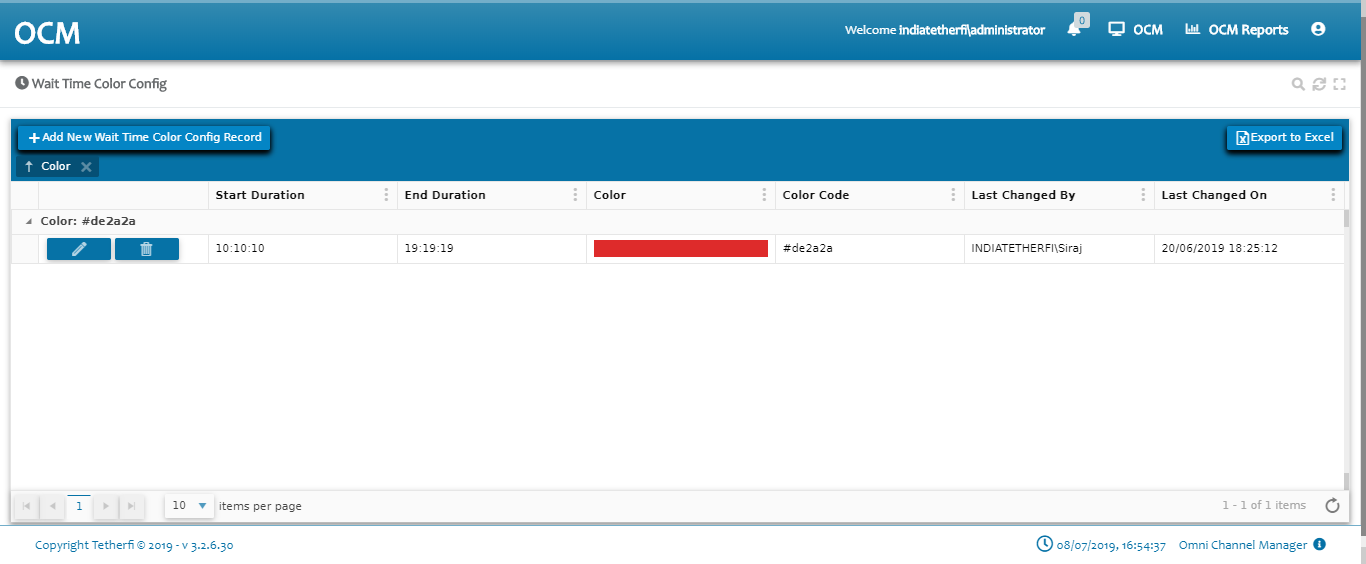 OCM
Welcome indiatetherfi\administrator
0
OCM
OCM Reports
Wait Time Color Config
Add New Wait Time Color Config Record
Export to Excel
Color
Start Duration End Duration Color Color Code Last Changed By Last Changed On
Color: #de2a2a
10:10:10 19:19:19 #de2a2a INDIATETHERFI\Siraj 20/06/2019 18:25:12
1 10 items per page 1 - 1 of 1 items
Copyright Tetherfi © 2019 - v 3.2.6.30 08/07/2019, 16:54:37 Omni Channel Manager